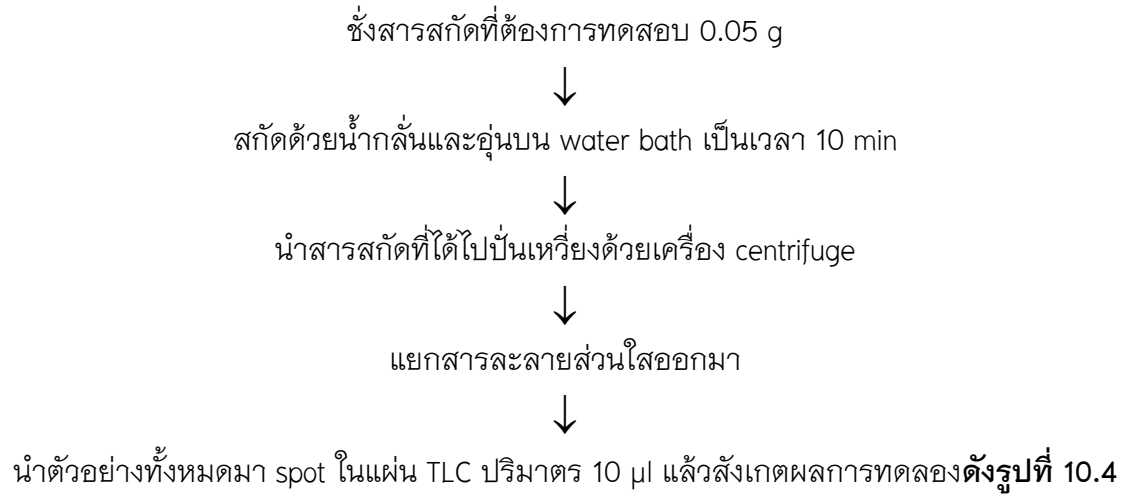 ชั่งสารสกัดที่ต้องการทดสอบ 0.05 g
↓
สกัดด้วยน้ำกลั่นและอุ่นบน water bath เป็นเวลา 10 min
↓
นำสารสกัดที่ได้ไปปั่นเหวี่ยงด้วยเครื่อง centrifuge
↓
แยกสารละลายส่วนใสออกมา
↓
นำตัวอย่างทั้งหมดมา spot ในแผ่น TLC ปริมาตร 10 µl แล้วสังเกตผลการทดลองดังรูปที่ 10.4